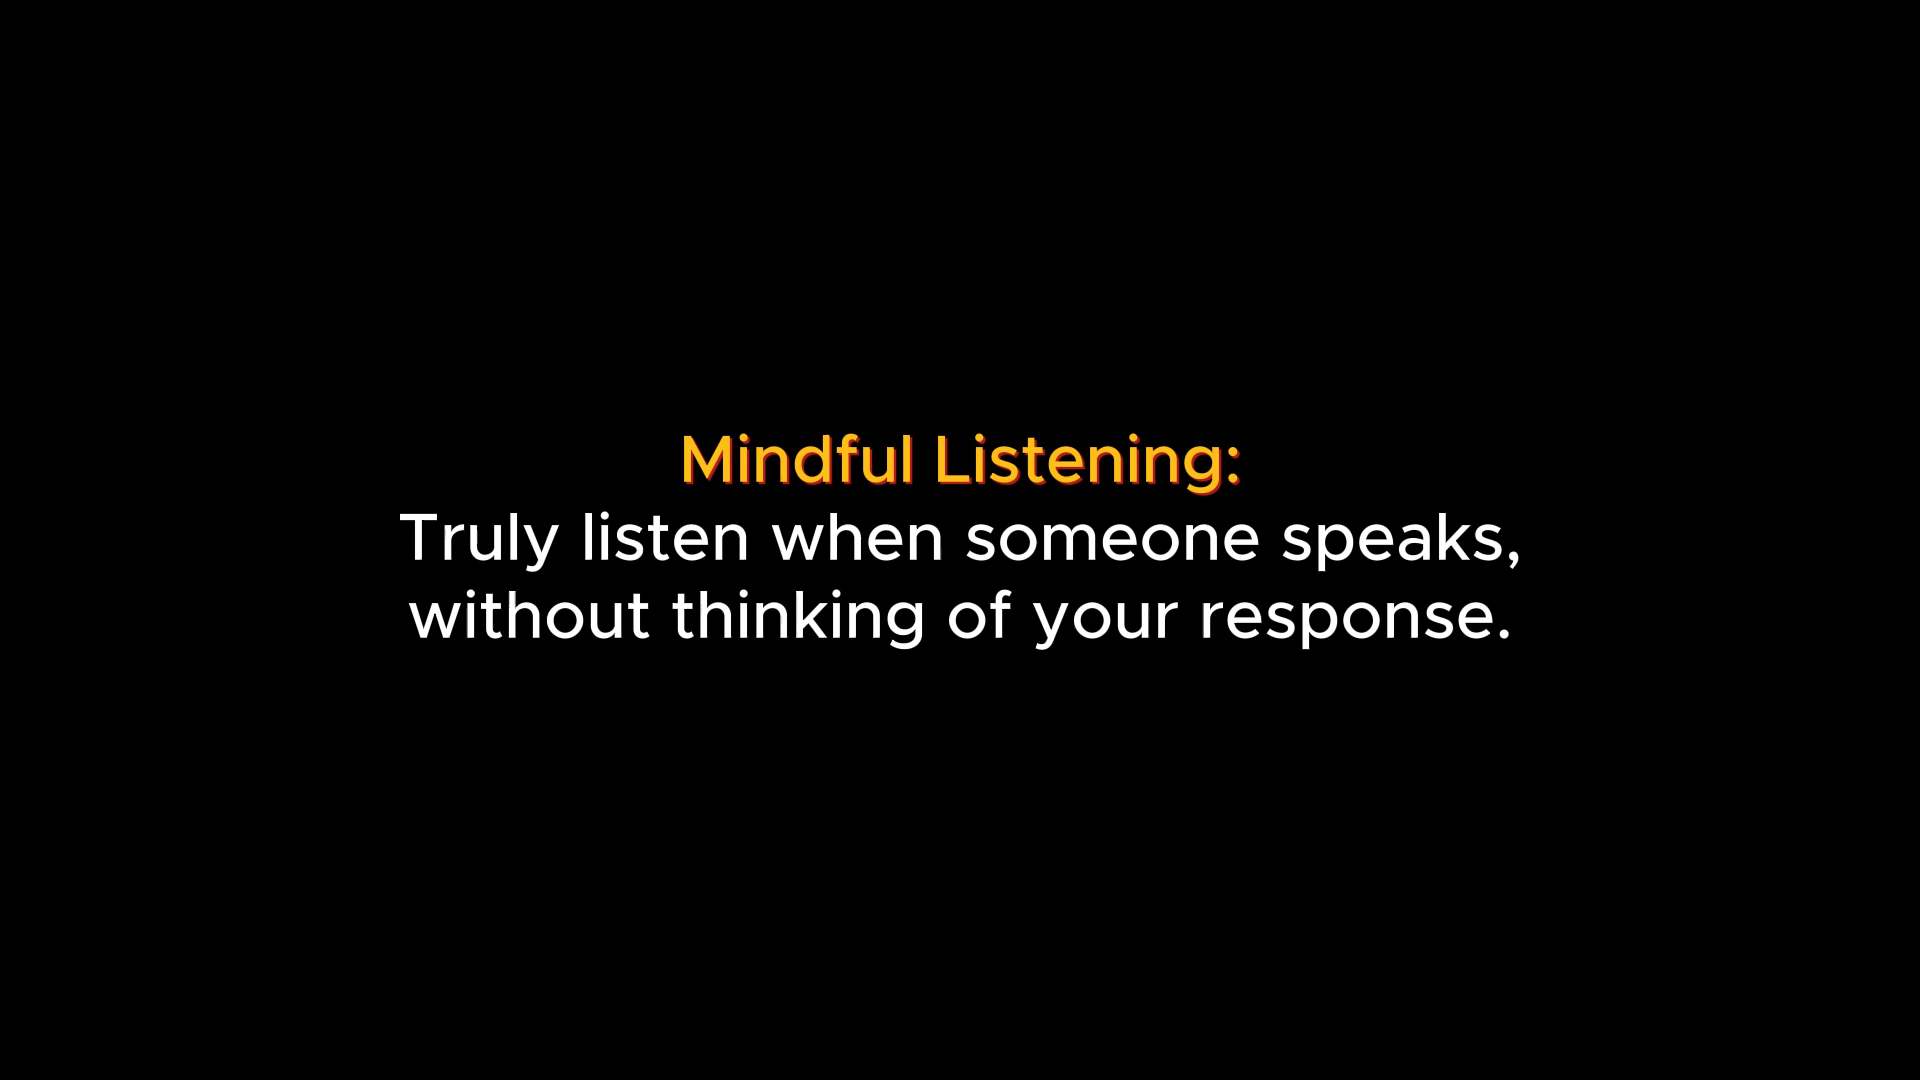 Mindful Listening:
Truly listen when someone speaks,
without thinking of your response.